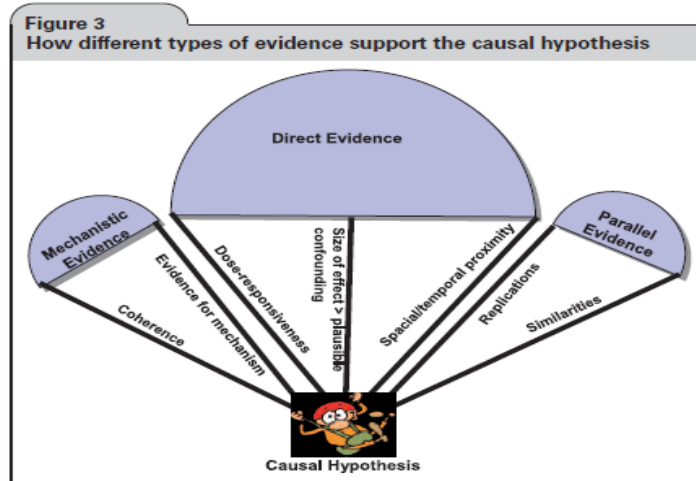 Figure 3
How different types of evidence support the causal hypothesis
Direct Evidence
Mechanistic
Evidence
Parallel
Evidence
Coherence
Evidence for mechanism
Dose-responsiveness
Size of effect > plausible
confounding
Spacial/temporal proximity
Replications
Similarities
Causal Hypothesis